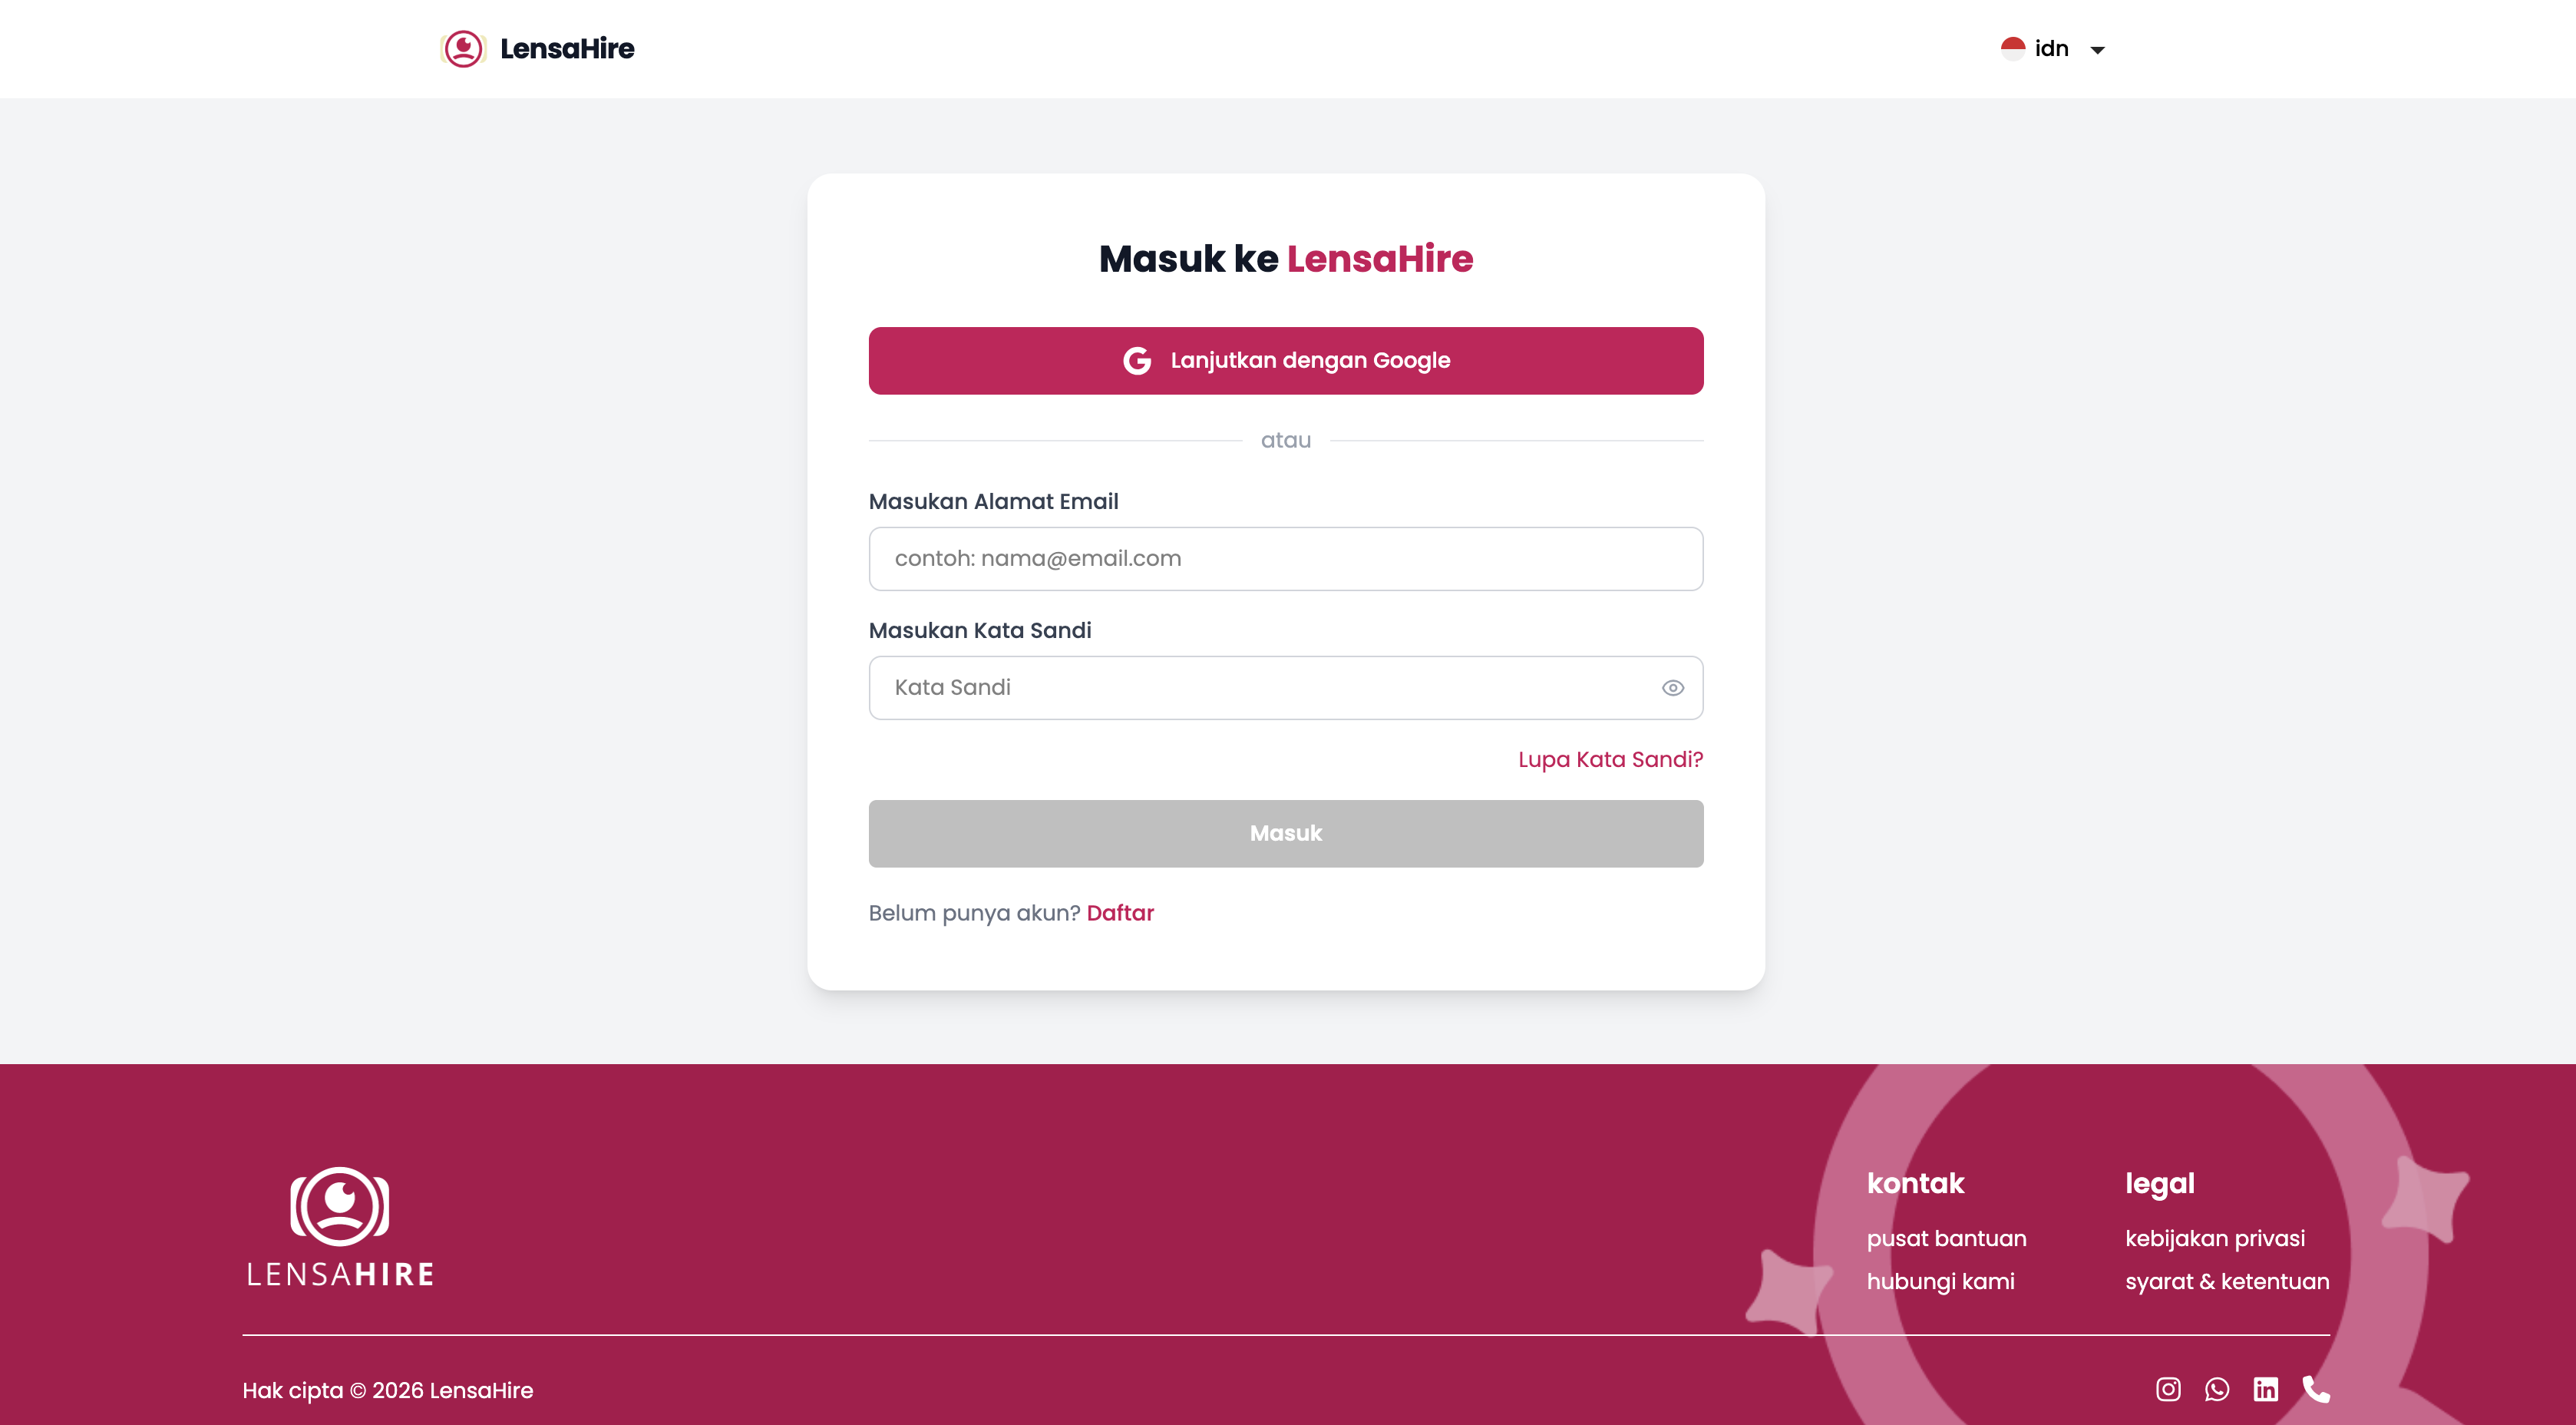 LensaHire
idn
Masuk ke LensaHire
Lanjutkan dengan Google
atau
Masukan Alamat Email
contoh: nama@email.com
Masukan Kata Sandi
Kata Sandi
Lupa Kata Sandi?
Masuk
Belum punya akun? Daftar
LENSAHIRE
kontak
pusat bantuan
hubungi kami
legal
kebijakan privasi
syarat & ketentuan
Hak cipta © 2026 LensaHire